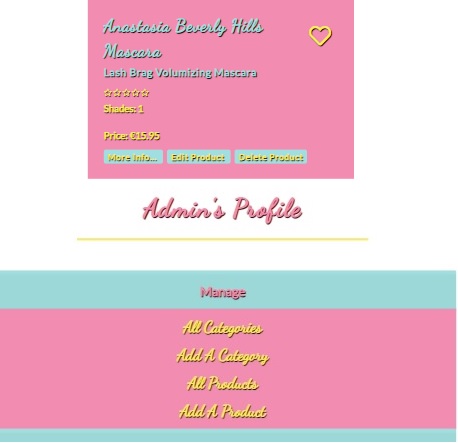 Anastasia Beverly Hills
Mascara
Lash Brag Volumizing Mascara
☆☆☆☆☆
Shades: 1
Price: €15.95
More Info... Edit Product Delete Product
Admin's Profile
Manage
All Categories
Add A Category
All Products
Add A Product